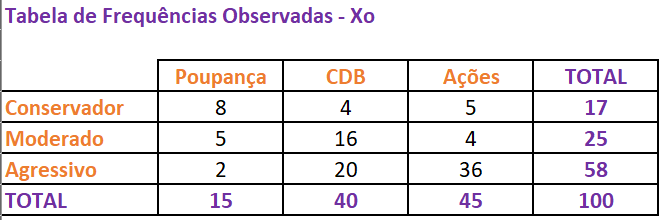 Tabela de Frequências Observadas - Xo
Poupança CDB Ações TOTAL
Conservador 8 4 5 17
Moderado 5 16 4 25
Agressivo 2 20 36 58
TOTAL 15 40 45 100